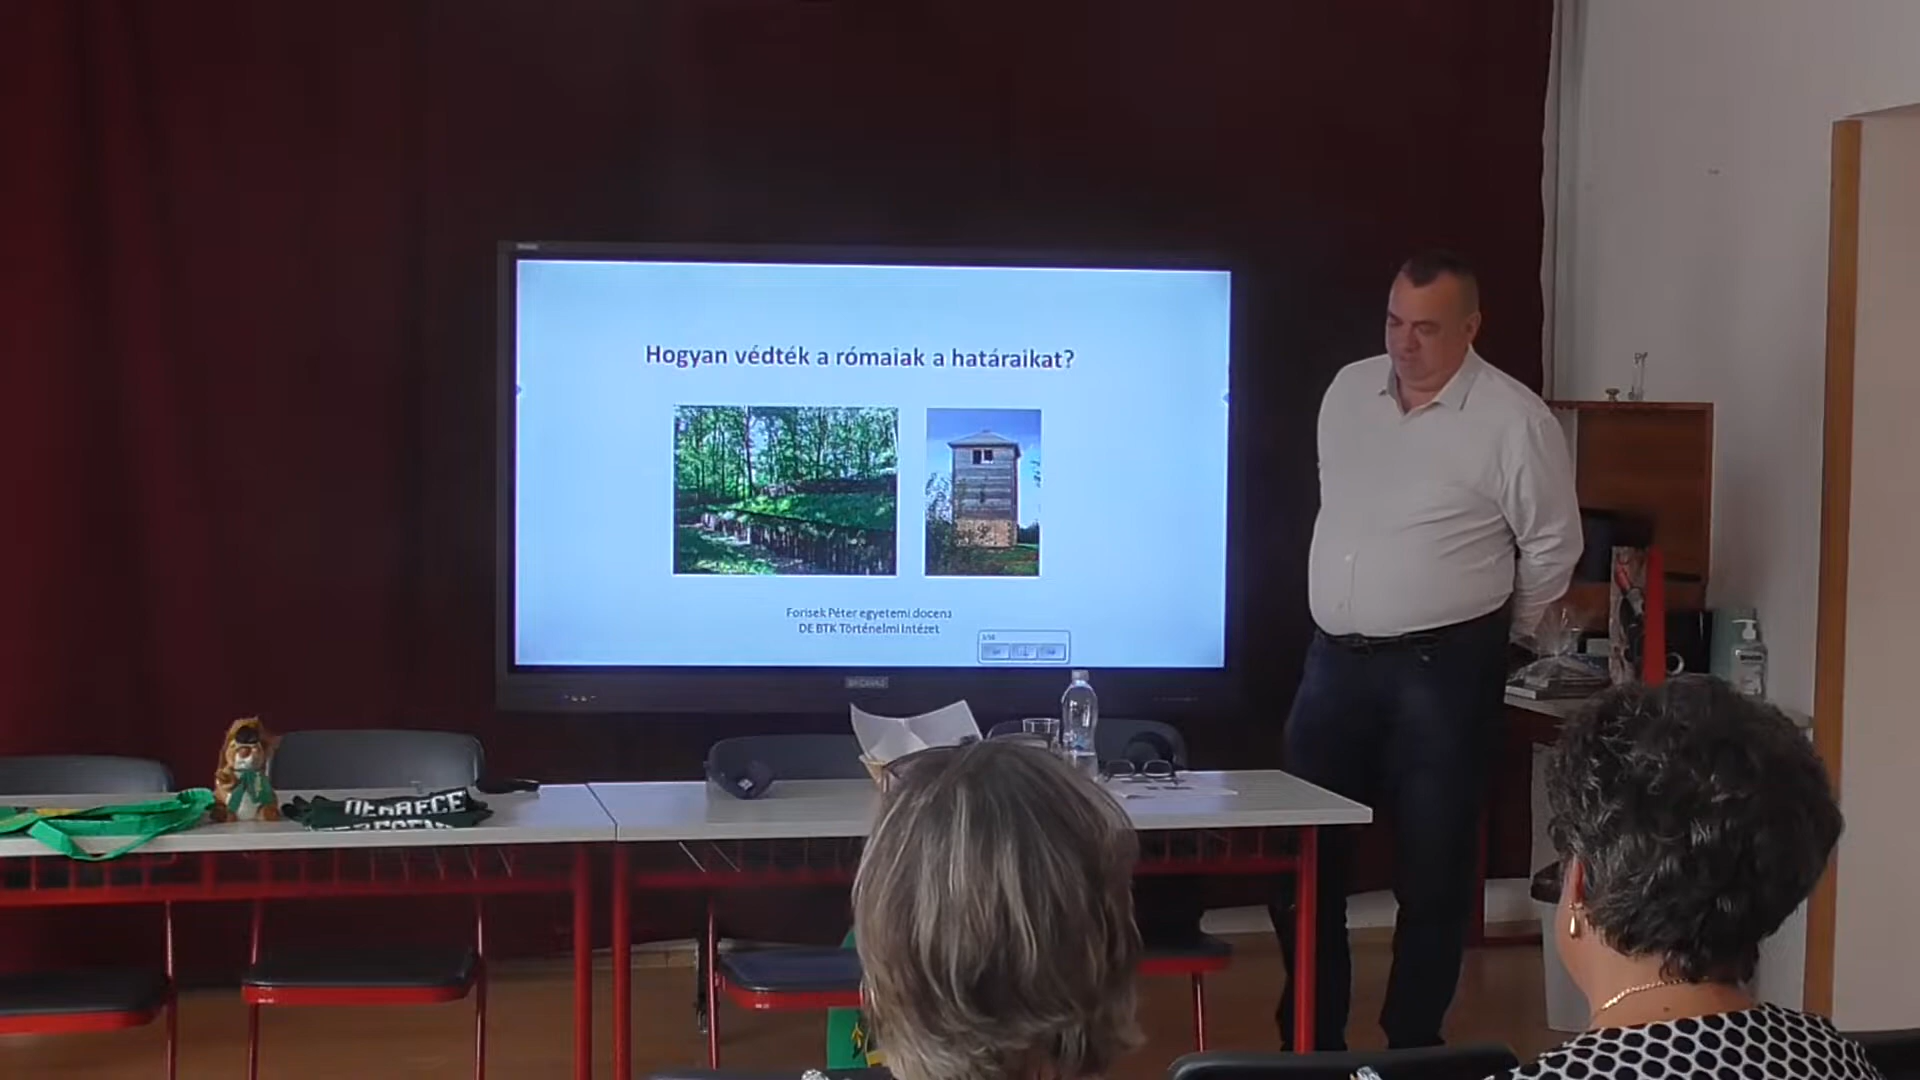 Hogyan védték a rómaiak a határaikat?
Forisek Péter egyetemi docens
DE BTK Történelmi Intézet